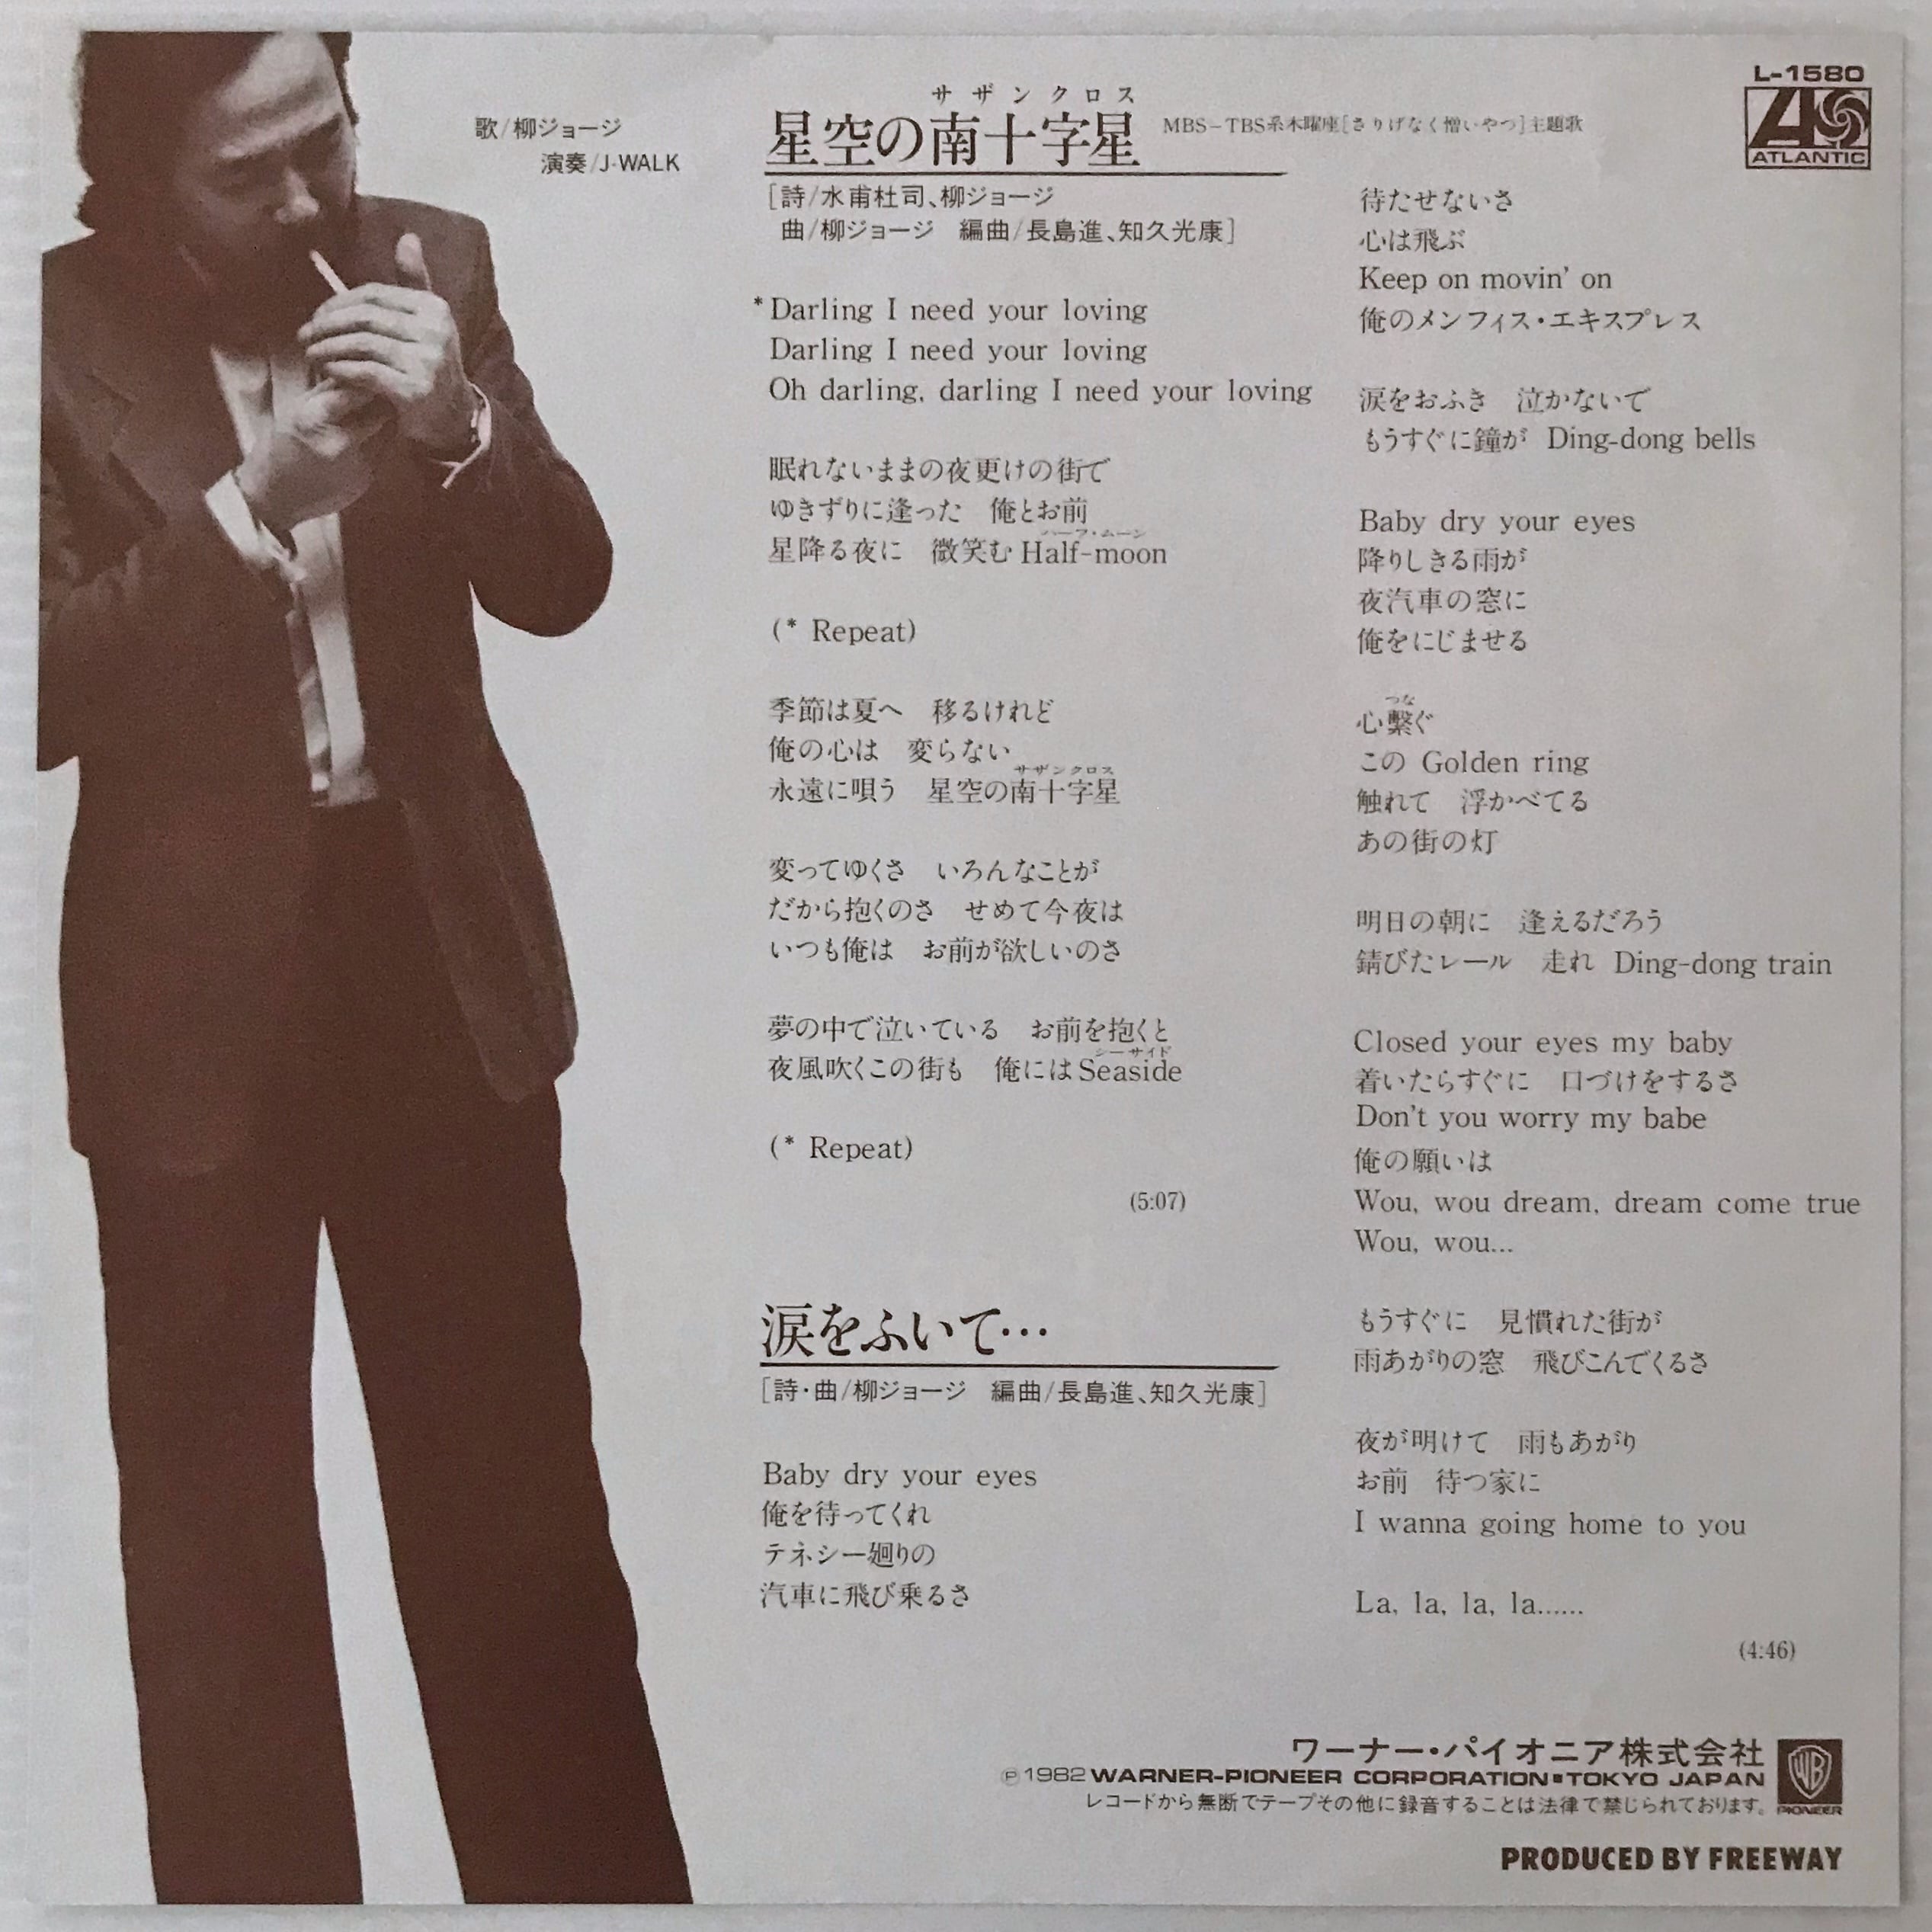 歌/柳ジョージ
演奏/J-WALK
サザンクロス
星空の南十字星
MBS-TBS系木曜座[さりげなく憎いやつ]主題歌
[詩/水甫杜司、柳ジョージ
曲/柳ジョージ　編曲/長島進、知久光康]
*Darling I need your loving
Darling I need your loving
Oh darling, darling I need your loving
眠れないままの夜更けの街で
ゆきずりに逢った　俺とお前
ハーフ・ムーン
星降る夜に　微笑む Half-moon
(* Repeat)
季節は夏へ　移るけれど
俺の心は　変らない
サザンクロス
永遠に唄う　星空の南十字星
変ってゆくさ　いろんなことが
だから抱くのさ　せめて今夜は
いつも俺は　お前が欲しいのさ
夢の中で泣いている　お前を抱くと
シーサイド
夜風吹くこの街も　俺には Seaside
(* Repeat)
(5:07)
涙をふいて…
[詩・曲/柳ジョージ　編曲/長島進、知久光康]
Baby dry your eyes
俺を待ってくれ
テネシー廻りの
汽車に飛び乗るさ
L-1580
ATLANTIC
待たせないさ
心は飛ぶ
Keep on movin' on
俺のメンフィス・エキスプレス
涙をおふき　泣かないで
もうすぐに鐘が　Ding-dong bells
Baby dry your eyes
降りしきる雨が
夜汽車の窓に
俺をにじませる
つな
心繋ぐ
この Golden ring
触れて　浮かべてる
あの街の灯
明日の朝に　逢えるだろう
錆びたレール　走れ　Ding-dong train
Closed your eyes my baby
着いたらすぐに　口づけをするさ
Don't you worry my babe
俺の願いは
Wou, wou dream, dream come true
Wou, wou...
もうすぐに　見慣れた街が
雨あがりの窓　飛びこんでくるさ
夜が明けて　雨もあがり
お前　待つ家に
I wanna going home to you
La, la, la, la......
(4:46)
ワーナー・パイオニア株式会社
Ⓟ1982 WARNER-PIONEER CORPORATION■TOKYO JAPAN
レコードから無断でテープその他に録音することは法律で禁じられております。
WB
PIONEER
PRODUCED BY FREEWAY